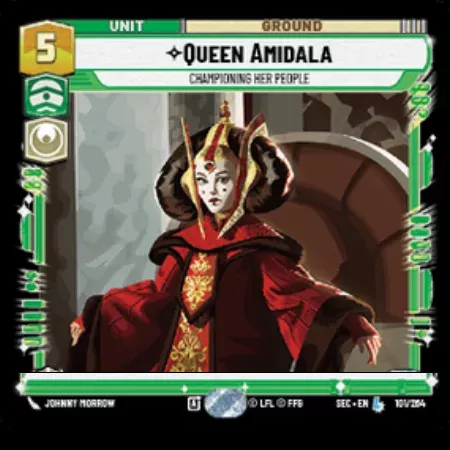 UNIT GROUND
5
QUEEN AMIDALA
CHAMPIONING HER PEOPLE
JOHNNY MORROW A © LFL © FFG SEC • EN 101/264